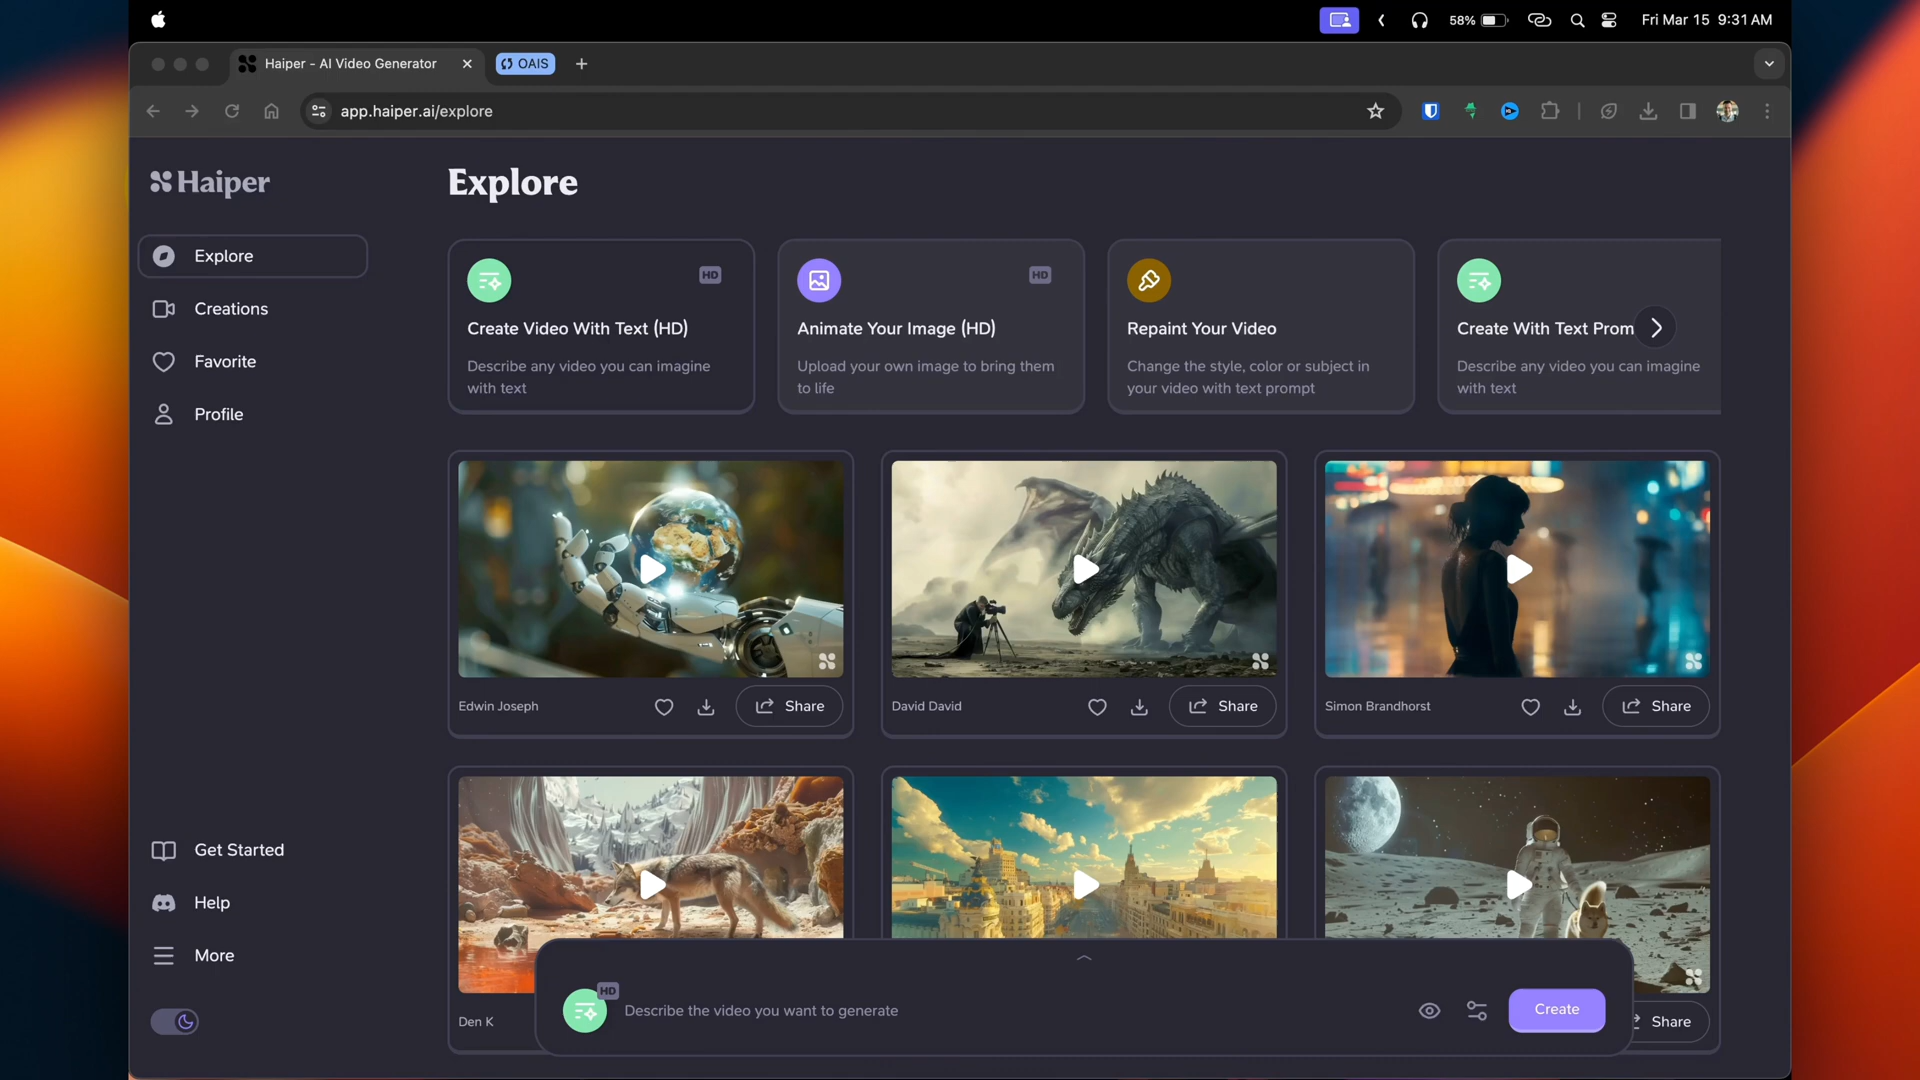 58%
Fri Mar 15 9:31 AM
Haiper - AI Video Generator
OAIS
app.haiper.ai/explore
Haiper
Explore
Creations
Favorite
Profile
Get Started
Help
More
Explore
HD
Create Video With Text (HD)
Describe any video you can imagine
with text
HD
Animate Your Image (HD)
Upload your own image to bring them
to life
Repaint Your Video
Change the style, color or subject in
your video with text prompt
Create With Text Prom
Describe any video you can imagine
with text
Edwin Joseph
Share
David David
Share
Simon Brandhorst
Share
Den K
Share
HD
Describe the video you want to generate
Create